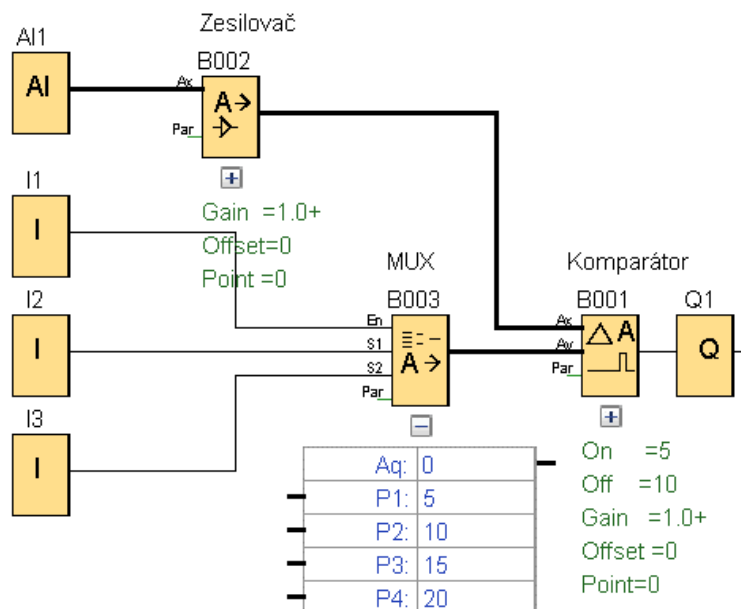 Zesilovač
AI1
B002
AI
Ax
A→
Par
I1
I
Gain =1.0+
Offset=0
Point =0
MUX
Komparátor
I2
B003
B001
Q1
En
Ax
I
S1
A→
Ay
ΔA
Q
S2
Par
Par
I3
I
On =5
Aq: 0
Off =10
P1: 5
Gain =1.0+
P2: 10
Offset =0
P3: 15
Point=0
P4: 20